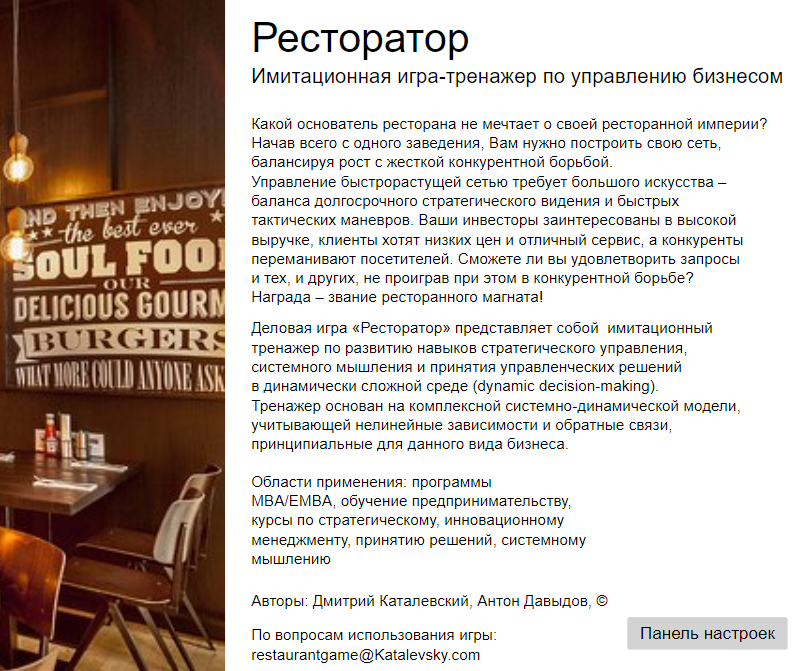 Ресторатор
Имитационная игра-тренажер по управлению бизнесом
Какой основатель ресторана не мечтает о своей ресторанной империи?
Начав всего с одного заведения, Вам нужно построить свою сеть,
балансируя рост с жесткой конкурентной борьбой.
Управление быстрорастущей сетью требует большого искусства –
баланса долгосрочного стратегического видения и быстрых
тактических маневров. Ваши инвесторы заинтересованы в высокой
выручке, клиенты хотят низких цен и отличный сервис, а конкуренты
переманивают посетителей. Сможете ли вы удовлетворить запросы
и тех, и других, не проиграв при этом в конкурентной борьбе?
Награда – звание ресторанного магната!
Деловая игра «Ресторатор» представляет собой  имитационный
тренажер по развитию навыков стратегического управления,
системного мышления и принятия управленческих решений
в динамически сложной среде (dynamic decision-making).
Тренажер основан на комплексной системно-динамической модели,
учитывающей нелинейные зависимости и обратные связи,
принципиальные для данного вида бизнеса.
Области применения: программы
MBA/EMBA, обучение предпринимательству,
курсы по стратегическому, инновационному
менеджменту, принятию решений, системному
мышлению
Авторы: Дмитрий Каталевский, Антон Давыдов, ©
По вопросам использования игры:
restaurantgame@Katalevsky.com
Панель настроек
AND THEN ENJOY
the best ever
SOUL FOO
OUR
DELICIOUS GOURM
BURGERS
WHAT MORE COULD ANYONE ASK